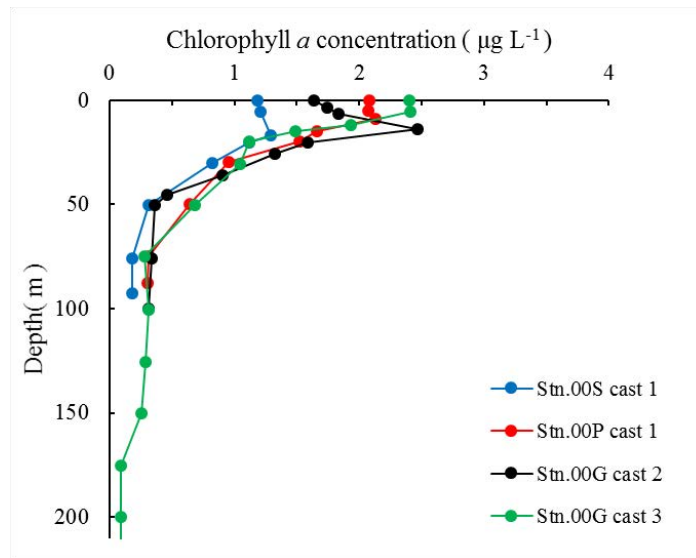 Chlorophyll a concentration ( μg L-1)
0 1 2 3 4
0
50
100
150
200
Depth( m )
Stn.00S cast 1
Stn.00P cast 1
Stn.00G cast 2
Stn.00G cast 3